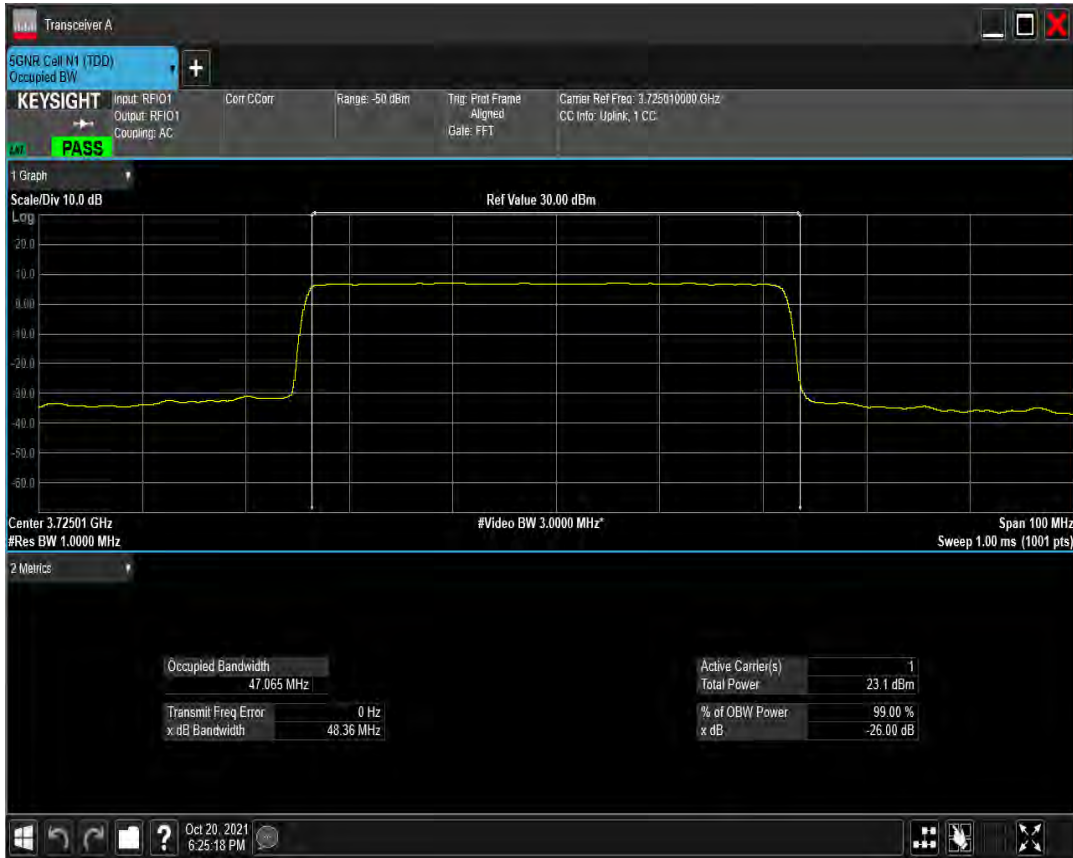 Transceiver A
5GNR Cell N1 (TDD)
Occupied BW
+
KEYSIGHT
Input: RFIO1
Output: RFIO1
Coupling: AC
Corr CCorr
Range: -50 dBm
Trig: Prot Frame
Aligned
Gate: FFT
Carrier Ref Freq: 3.725010000 GHz
CC Info: Uplink, 1 CC
PASS
1 Graph
Scale/Div 10.0 dB
Ref Value 30.00 dBm
Log
20.0
10.0
0.00
-10.0
-20.0
-30.0
-40.0
-50.0
-60.0
Center 3.72501 GHz
#Video BW 3.0000 MHz*
Span 100 MHz
#Res BW 1.0000 MHz
Sweep 1.00 ms (1001 pts)
2 Metrics
Occupied Bandwidth
47.065 MHz
Transmit Freq Error 0 Hz
x dB Bandwidth 48.36 MHz
Active Carrier(s) 1
Total Power 23.1 dBm
% of OBW Power 99.00 %
x dB -26.00 dB
?
Oct 20, 2021
6:25:18 PM